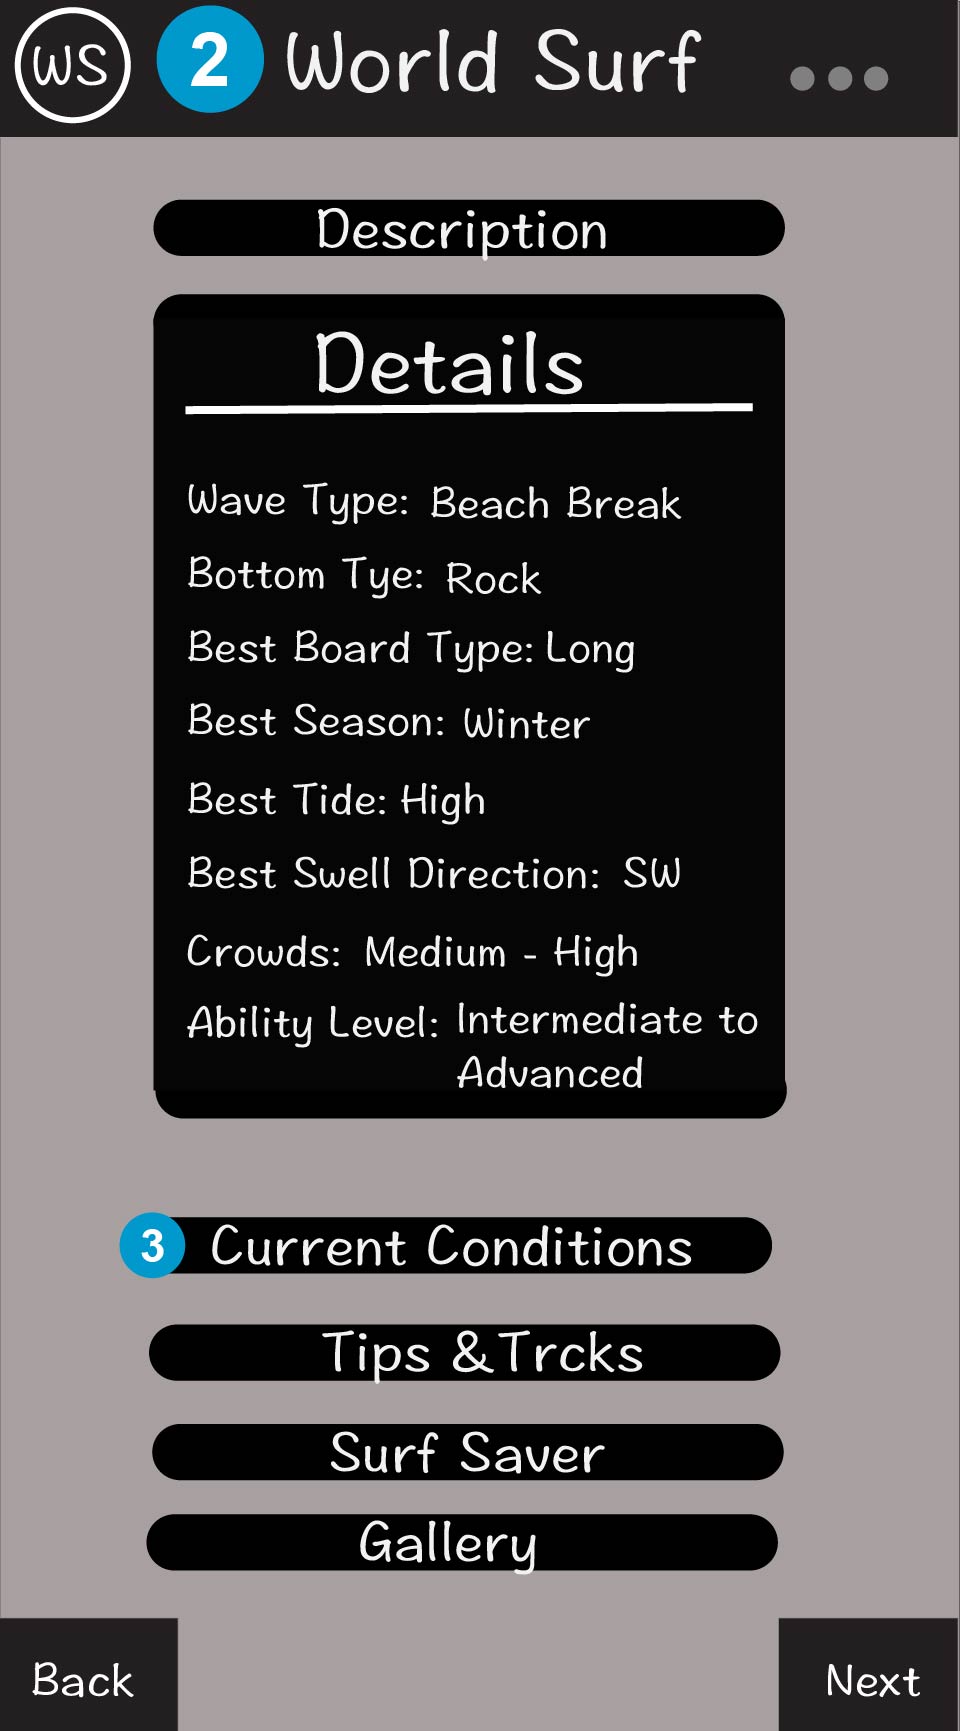 WS 2 World Surf
Description
Details
Wave Type: Beach Break
Bottom Tye: Rock
Best Board Type: Long
Best Season: Winter
Best Tide: High
Best Swell Direction: SW
Crowds: Medium - High
Ability Level: Intermediate to
Advanced
3 Current Conditions
Tips &Trcks
Surf Saver
Gallery
Back Next